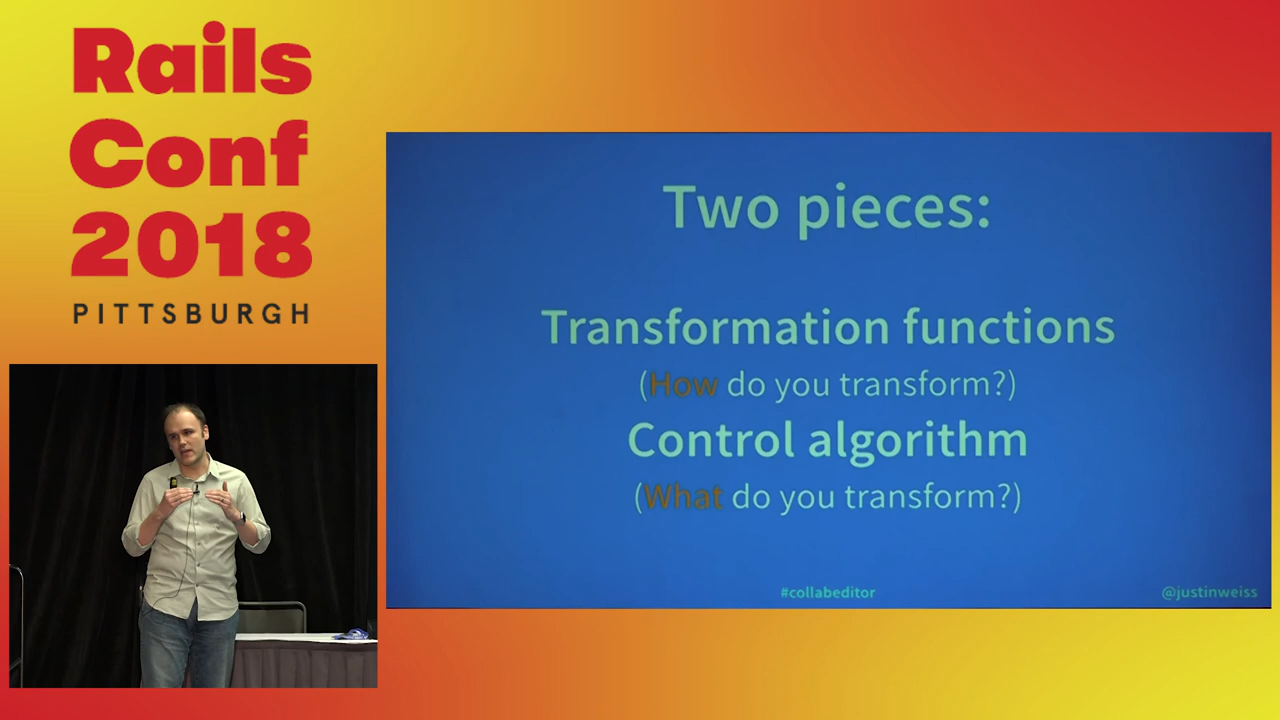 Rails
Conf
2018
PITTSBURGH
Two pieces:
Transformation functions
(How do you transform?)
Control algorithm
(What do you transform?)
#collabeditor
@justinweiss